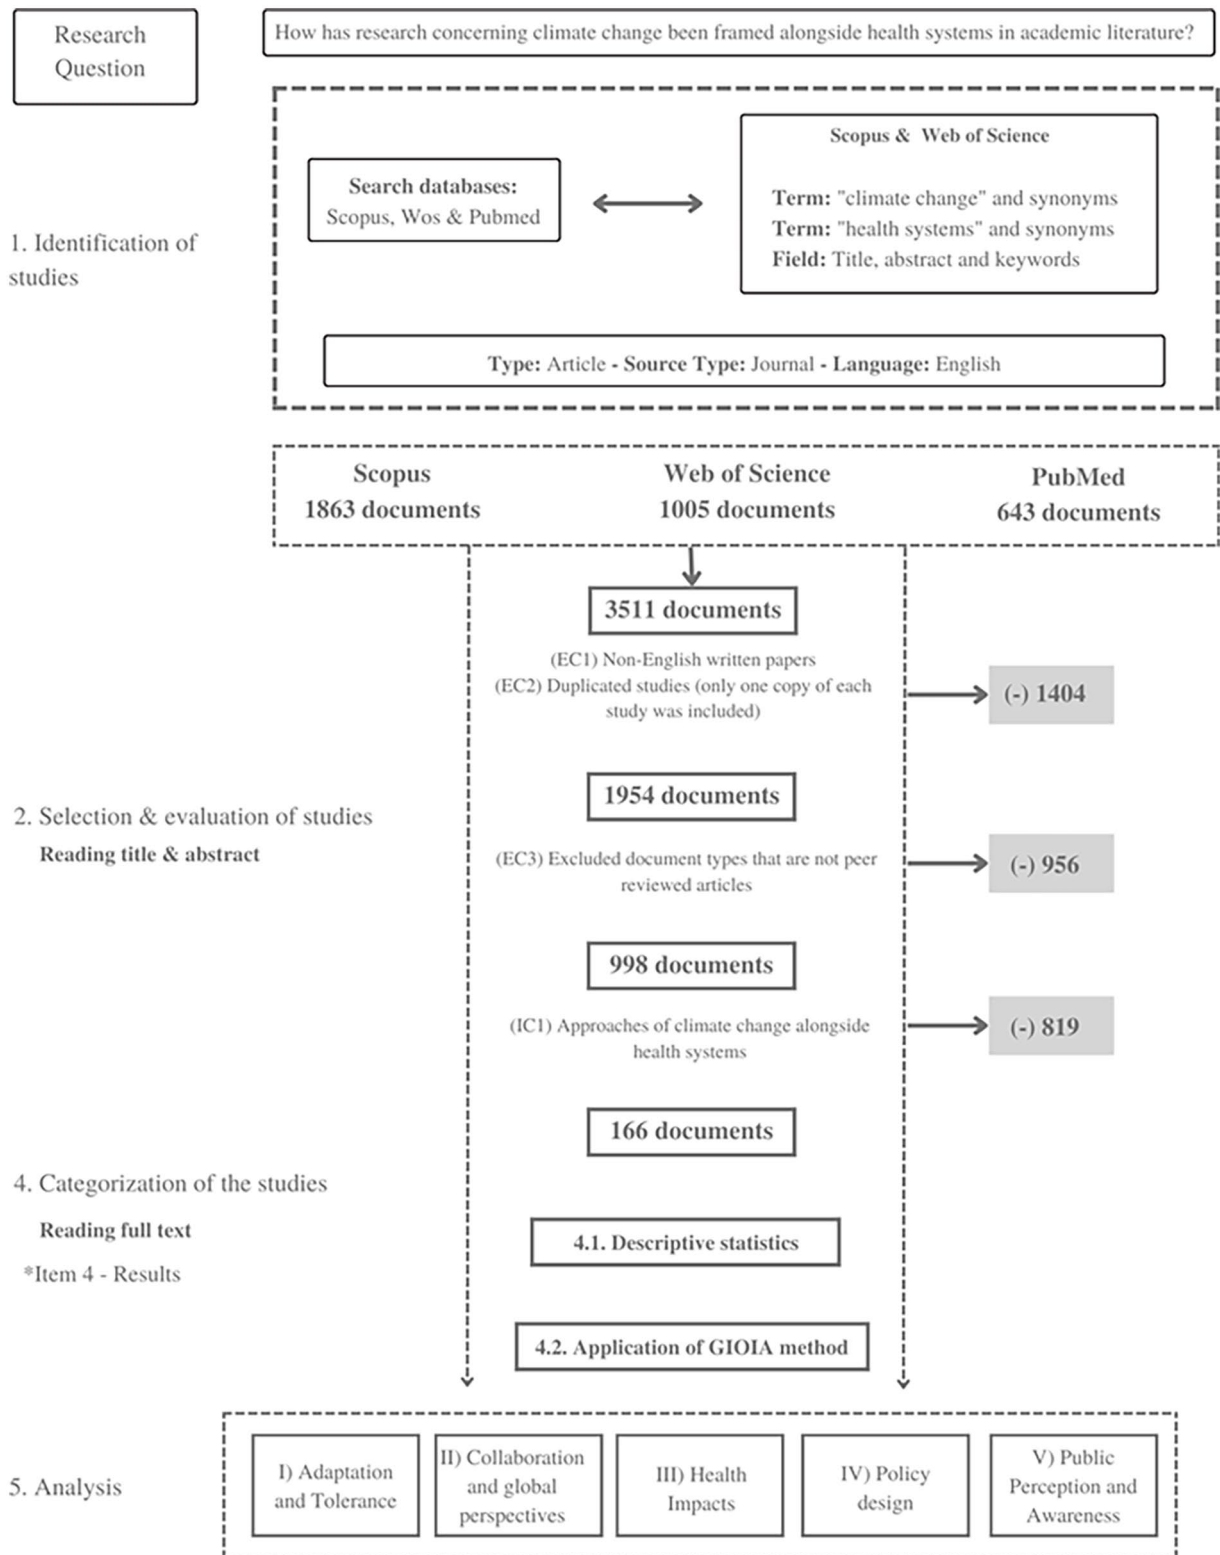 Research
Question
How has research concerning climate change been framed alongside health systems in academic literature?
1. Identification of
studies
Search databases:
Scopus, Wos & Pubmed
Scopus & Web of Science
Term: "climate change" and synonyms
Term: "health systems" and synonyms
Field: Title, abstract and keywords
Type: Article - Source Type: Journal - Language: English
Scopus
1863 documents
Web of Science
1005 documents
PubMed
643 documents
3511 documents
(EC1) Non-English written papers
(EC2) Duplicated studies (only one copy of each
study was included)
(-) 1404
1954 documents
2. Selection & evaluation of studies
Reading title & abstract
(EC3) Excluded document types that are not peer
reviewed articles
(-) 956
998 documents
(IC1) Approaches of climate change alongside
health systems
(-) 819
166 documents
4. Categorization of the studies
Reading full text
*Item 4 - Results
4.1. Descriptive statistics
4.2. Application of GIOIA method
5. Analysis
I) Adaptation
and Tolerance
II) Collaboration
and global
perspectives
III) Health
Impacts
IV) Policy
design
V) Public
Perception and
Awareness